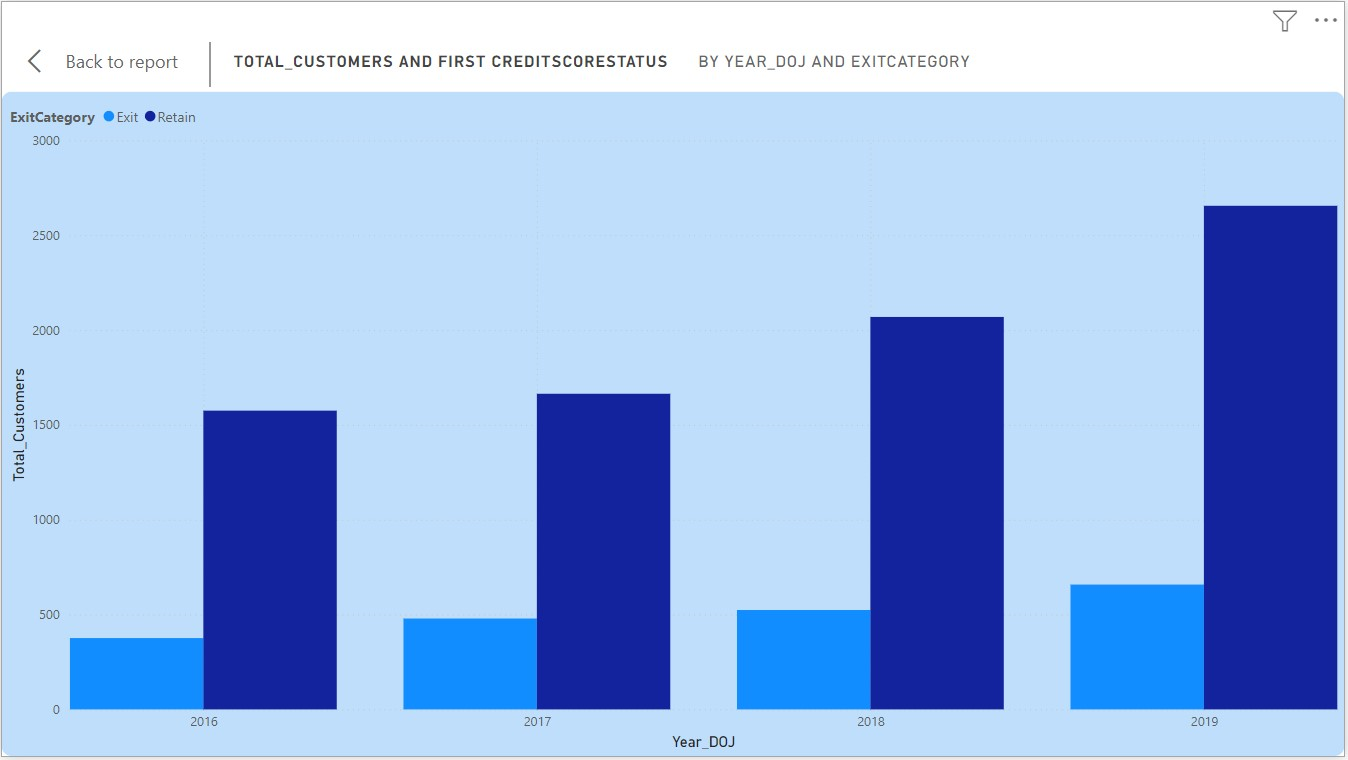 Back to report
TOTAL_CUSTOMERS AND FIRST CREDITSCORESTATUS BY YEAR_DOJ AND EXITCATEGORY
ExitCategory Exit Retain
3000
2500
2000
1500
1000
500
0
Total_Customers
2016 2017 2018 2019
Year_DOJ